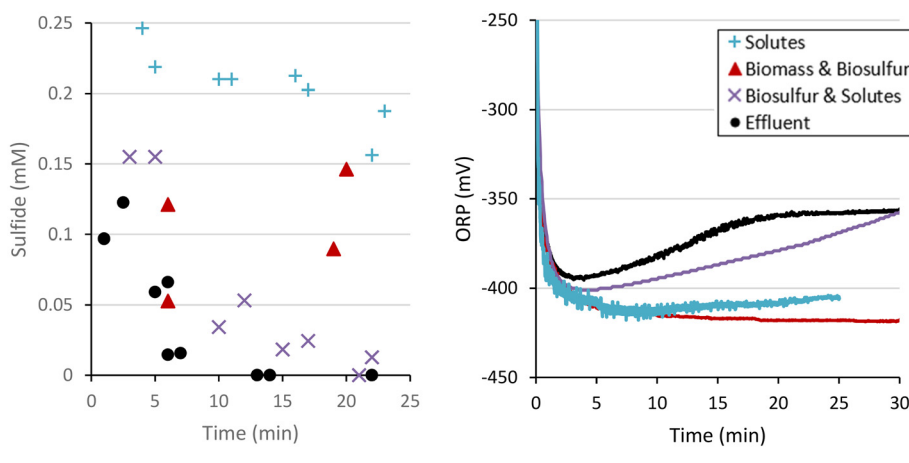 0.25
0.2
0.15
0.1
0.05
0
Sulfide (mM)
0 5 10 15 20 25
Time (min)
-250
-300
-350
-400
-450
ORP (mV)
0 5 10 15 20 25 30
Time (min)
Solutes
Biomass & Biosulfur
Biosulfur & Solutes
Effluent